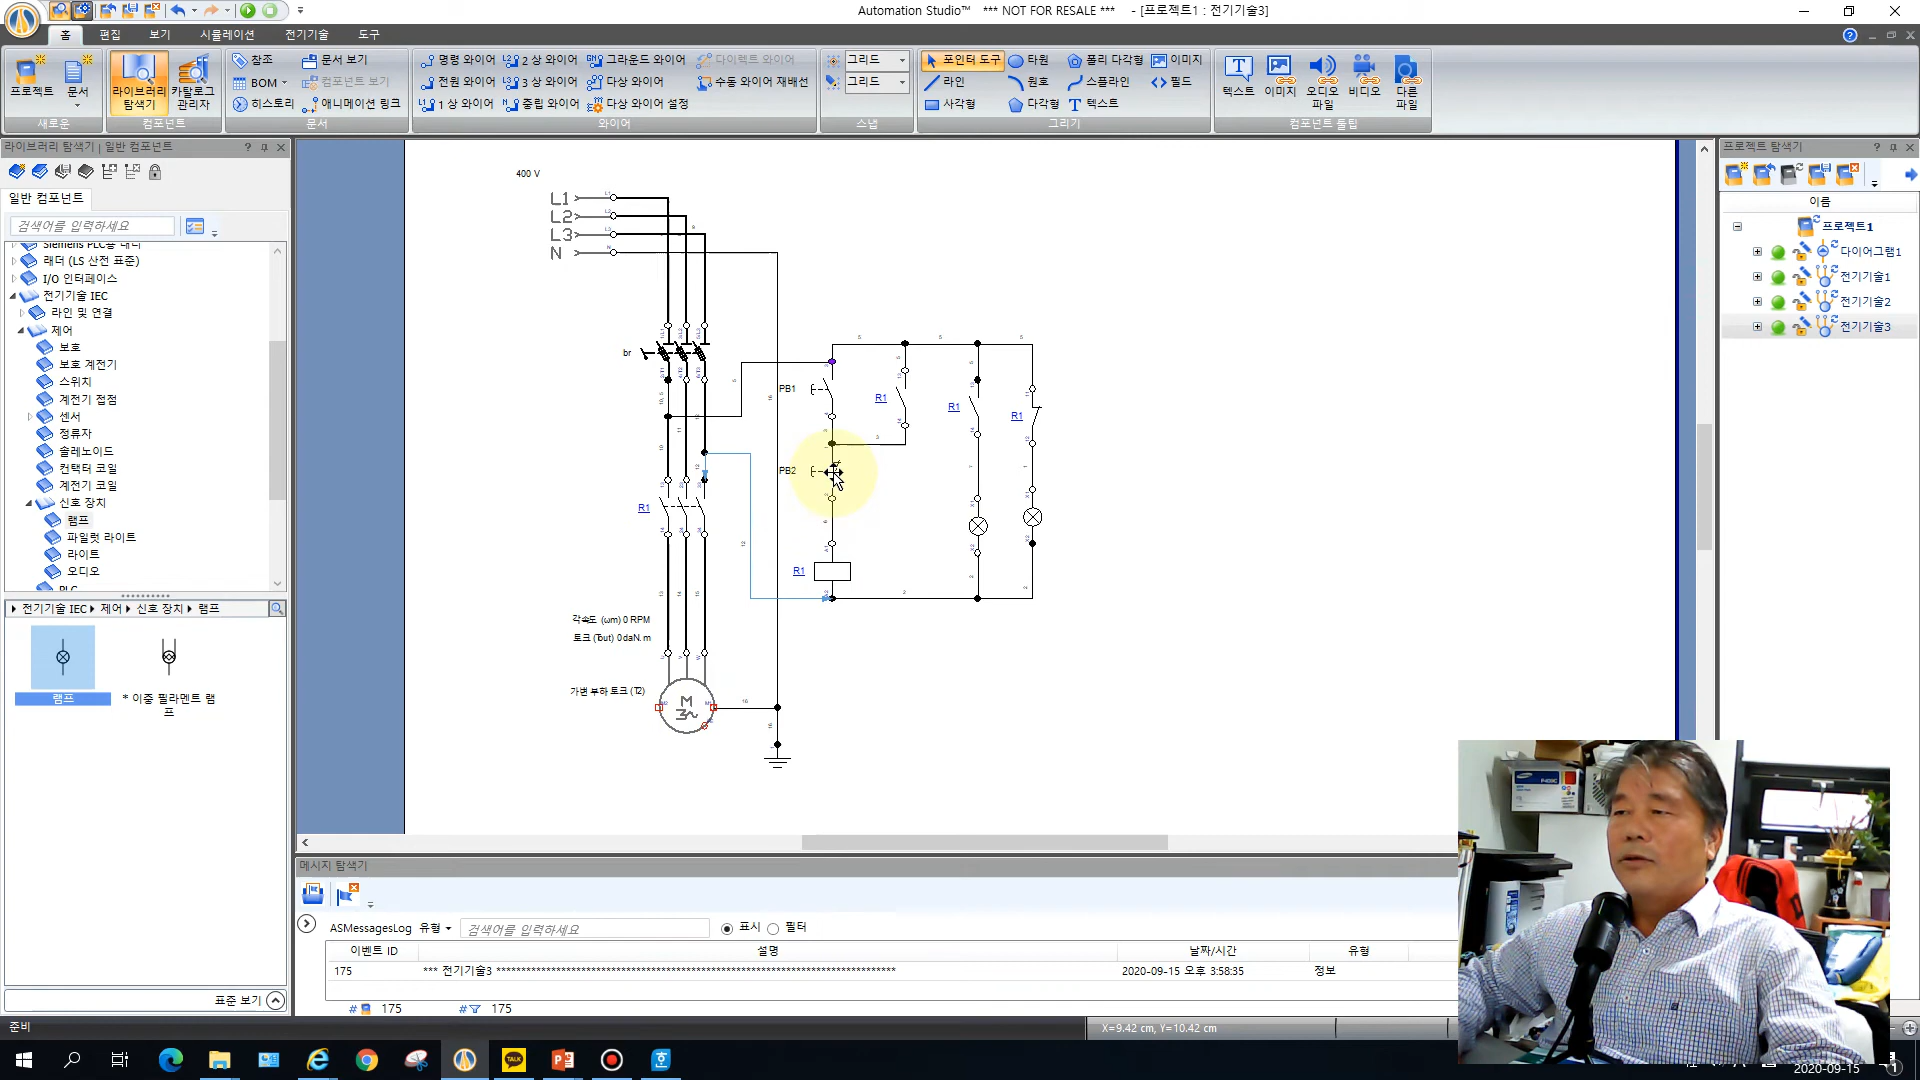 Automation Studio™ *** NOT FOR RESALE *** - [프로젝트1 : 전기기술3]
홈 편집 보기 시뮬레이션 전기기술 도구
프로젝트 문서 새로운
라이브러리 탐색기 카탈로그 관리자 컴포넌트
참조 문서 보기
BOM 컴포넌트 보기
히스토리 애니메이션 링크
문서
명령 와이어 2 상 와이어 그라운드 와이어 다이렉트 와이어
전원 와이어 3 상 와이어 다상 와이어 수동 와이어 재배선
1 상 와이어 중립 와이어 다상 와이어 설정
와이어
그리드
그리드
스냅
포인터 도구 타원 폴리 다각형 이미지
라인 원호 스플라인 필드
사각형 다각형 텍스트
그리기
텍스트 이미지 오디오 파일 비디오 다른 파일
컴포넌트 툴팁
라이브러리 탐색기 | 일반 컴포넌트
일반 컴포넌트
검색어를 입력하세요
Siemens PLC용 래더
래더 (LS 산전 표준)
I/O 인터페이스
전기기술 IEC
라인 및 연결
제어
보호
보호 계전기
스위치
계전기 접점
센서
정류자
솔레노이드
컨택터 코일
계전기 코일
신호 장치
램프
파일럿 라이트
라이트
오디오
PLC
전기기술 IEC 제어 신호 장치 램프
램프
* 이중 필라멘트 램프
표준 보기
400 V
L1
L2
L3
N
br
PB1
R1
R1
R1
PB2
R1
R1
각속도 (ωm) 0 RPM
토크 (Tout) 0 daN.m
가변 부하 토크 (T2)
M
3~
프로젝트 탐색기
이름
프로젝트1
다이어그램1
전기기술1
전기기술2
전기기술3
메시지 탐색기
ASMessagesLog 유형 검색어를 입력하세요 표시 필터
이벤트 ID 설명 날짜/시간 유형
175 *** 전기기술3 ******************************************************************************** 2020-09-15 오후 3:58:35 정보
# 175 # 175
준비 X=9.42 cm, Y=10.42 cm
TALK
2020-09-15